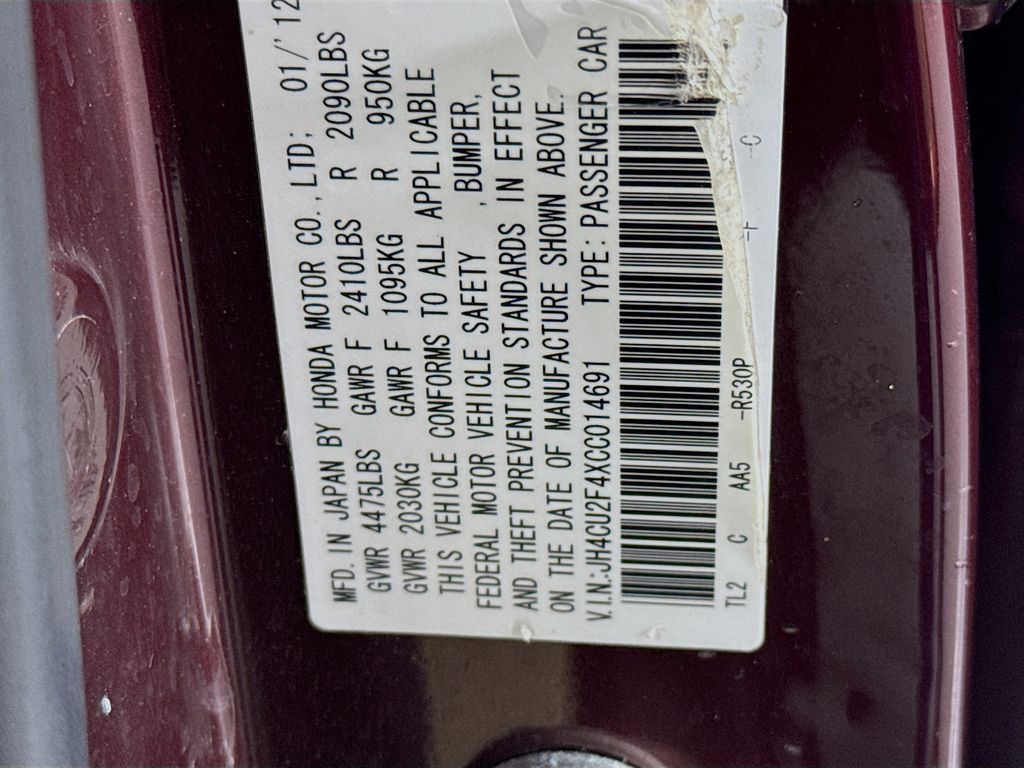 MFD. IN JAPAN BY HONDA MOTOR CO., LTD; 01/'12
GVWR 4475LBS GAWR F 2410LBS R 2090LBS
GVWR 2030KG GAWR F 1095KG R 950KG
THIS VEHICLE CONFORMS TO ALL APPLICABLE
FEDERAL MOTOR VEHICLE SAFETY ,BUMPER,
AND THEFT PREVENTION STANDARDS IN EFFECT
ON THE DATE OF MANUFACTURE SHOWN ABOVE.
V.I.N.:JH4CU2F4XCC014691 TYPE: PASSENGER CAR
TL2 C AA5 -R530P -F -C